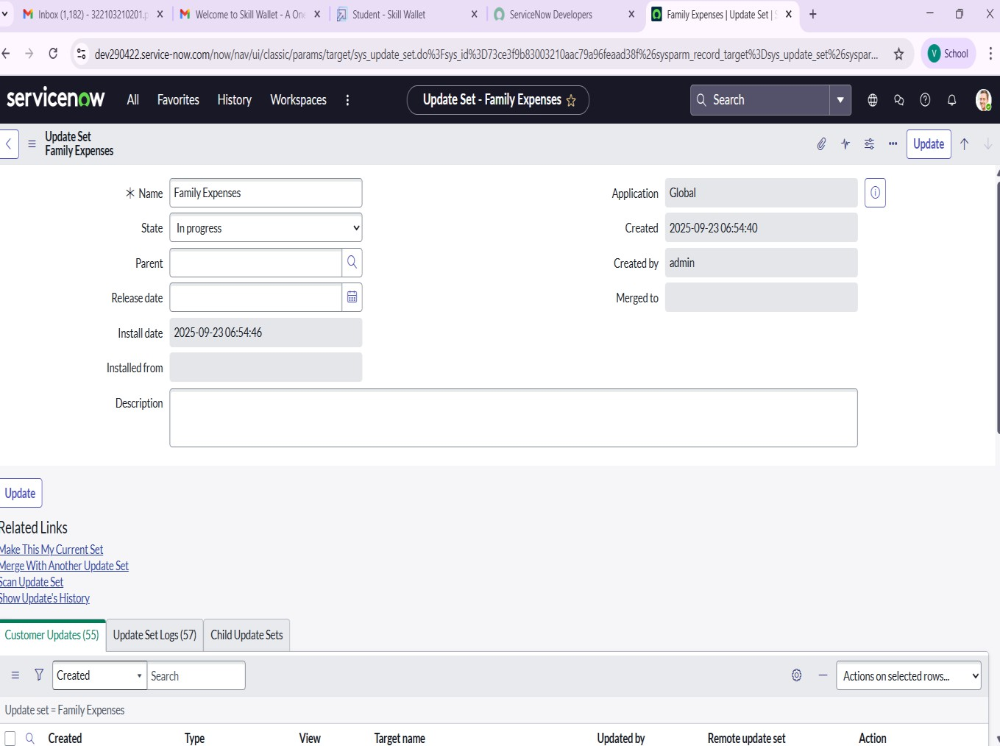 Inbox (1,182) - 322103210201.p
Welcome to Skill Wallet - A One
Student - Skill Wallet
ServiceNow Developers
Family Expenses | Update Set | S
dev290422.service-now.com/now/nav/ui/classic/params/target/sys_update_set.do%3Fsys_id%3D73ce3f9b83003210aac79a96feaad38f%26sysparm_record_target%3Dsys_update_set%26syspar...
V School
servicenow All Favorites History Workspaces
Update Set - Family Expenses
Search
Update Set
Family Expenses
Update
Name Family Expenses
Application Global
State In progress
Created 2025-09-23 06:54:40
Parent
Created by admin
Release date
Merged to
Install date 2025-09-23 06:54:46
Installed from
Description
Update
Related Links
Make This My Current Set
Merge With Another Update Set
Scan Update Set
Show Update's History
Customer Updates (55) Update Set Logs (57) Child Update Sets
Created Search Actions on selected rows...
Update set = Family Expenses
Created Type View Target name Updated by Remote update set Action